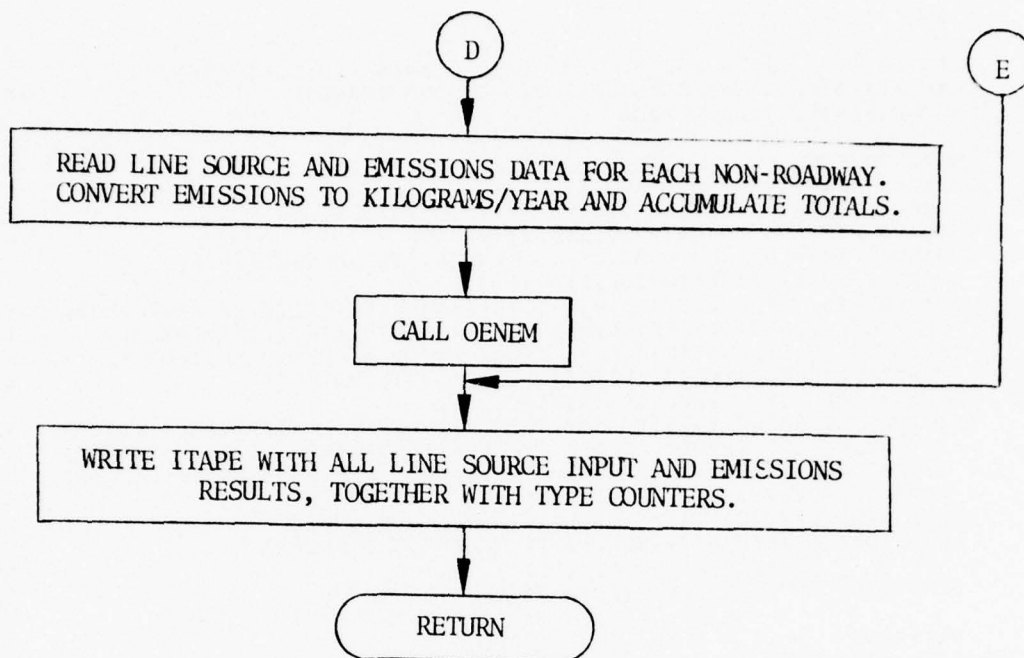 D
E
READ LINE SOURCE AND EMISSIONS DATA FOR EACH NON-ROADWAY.
CONVERT EMISSIONS TO KILOGRAMS/YEAR AND ACCUMULATE TOTALS.
CALL OENEM
WRITE ITAPE WITH ALL LINE SOURCE INPUT AND EMISSIONS
RESULTS, TOGETHER WITH TYPE COUNTERS.
RETURN